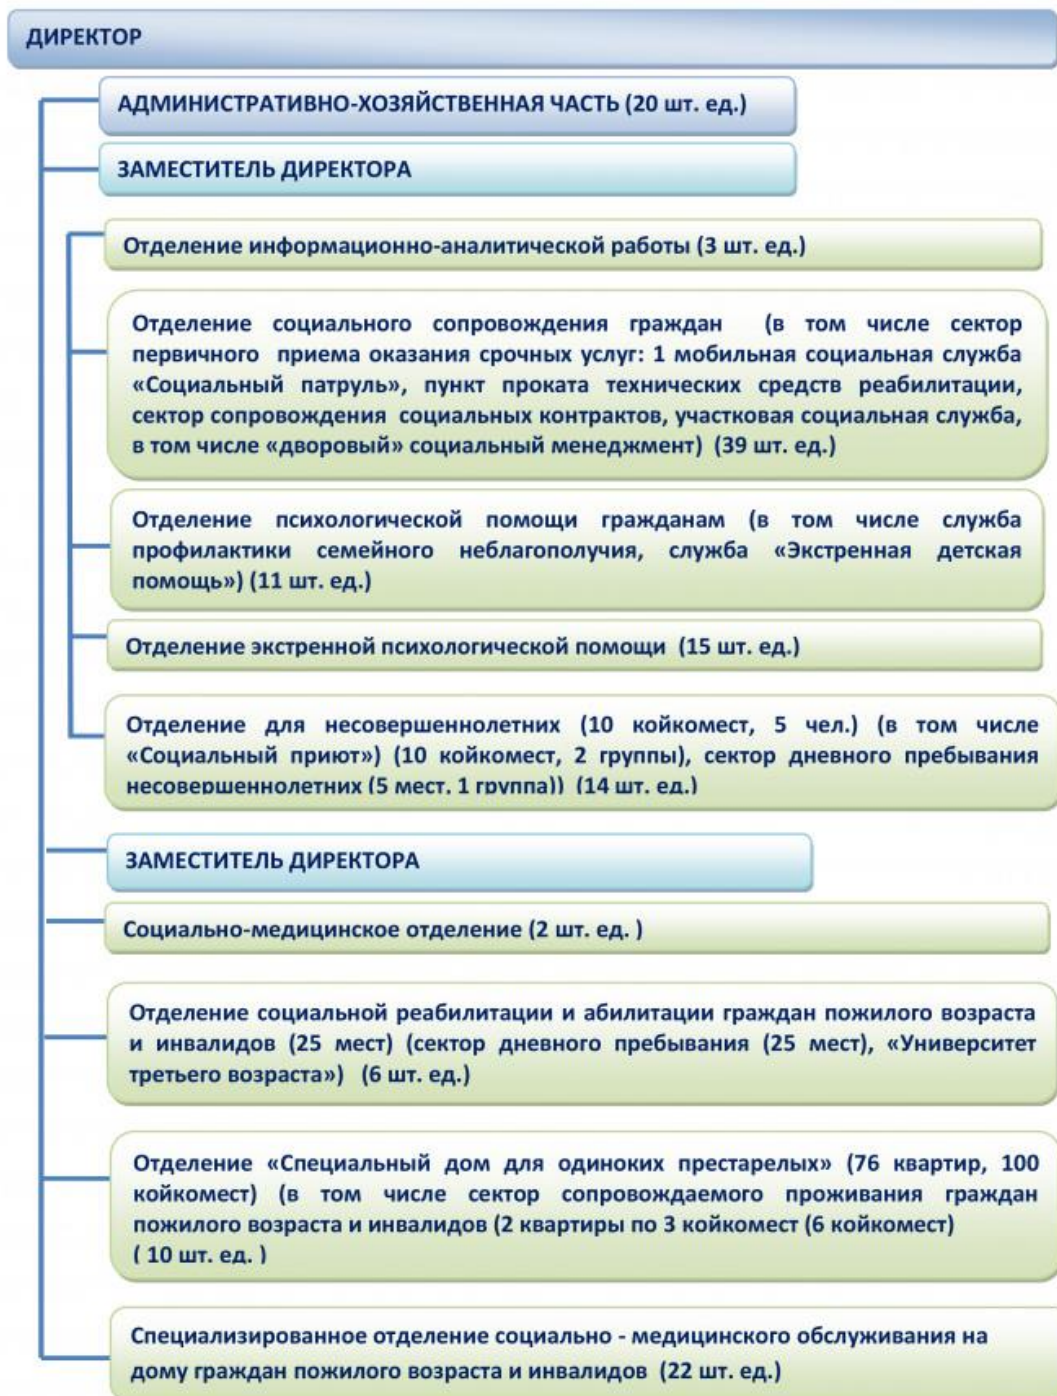 ДИРЕКТОР
АДМИНИСТРАТИВНО-ХОЗЯЙСТВЕННАЯ ЧАСТЬ (20 шт. ед.)
ЗАМЕСТИТЕЛЬ ДИРЕКТОРА
Отделение информационно-аналитической работы (3 шт. ед.)
Отделение социального сопровождения граждан (в том числе сектор
первичного приема оказания срочных услуг: 1 мобильная социальная служба
«Социальный патруль», пункт проката технических средств реабилитации,
сектор сопровождения социальных контрактов, участковая социальная служба,
в том числе «дворовый» социальный менеджмент) (39 шт. ед.)
Отделение психологической помощи гражданам (в том числе служба
профилактики семейного неблагополучия, служба «Экстренная детская
помощь») (11 шт. ед.)
Отделение экстренной психологической помощи (15 шт. ед.)
Отделение для несовершеннолетних (10 койкомест, 5 чел.) (в том числе
«Социальный приют») (10 койкомест, 2 группы), сектор дневного пребывания
несовершеннолетних (5 мест, 1 группа)) (14 шт. ед.)
ЗАМЕСТИТЕЛЬ ДИРЕКТОРА
Социально-медицинское отделение (2 шт. ед. )
Отделение социальной реабилитации и абилитации граждан пожилого возраста
и инвалидов (25 мест) (сектор дневного пребывания (25 мест), «Университет
третьего возраста») (6 шт. ед.)
Отделение «Специальный дом для одиноких престарелых» (76 квартир, 100
койкомест) (в том числе сектор сопровождаемого проживания граждан
пожилого возраста и инвалидов (2 квартиры по 3 койкомест (6 койкомест)
( 10 шт. ед. )
Специализированное отделение социально - медицинского обслуживания на
дому граждан пожилого возраста и инвалидов (22 шт. ед.)